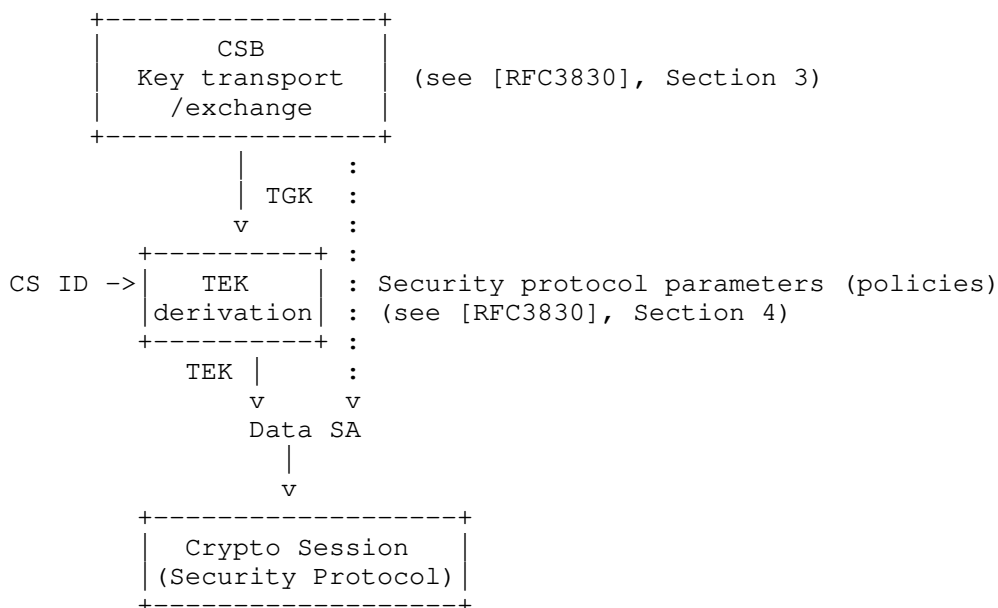 CSB
Key transport (see [RFC3830], Section 3)
/exchange
TGK
v
CS ID -> TEK Security protocol parameters (policies)
derivation (see [RFC3830], Section 4)
TEK
v v
Data SA
v
Crypto Session
(Security Protocol)